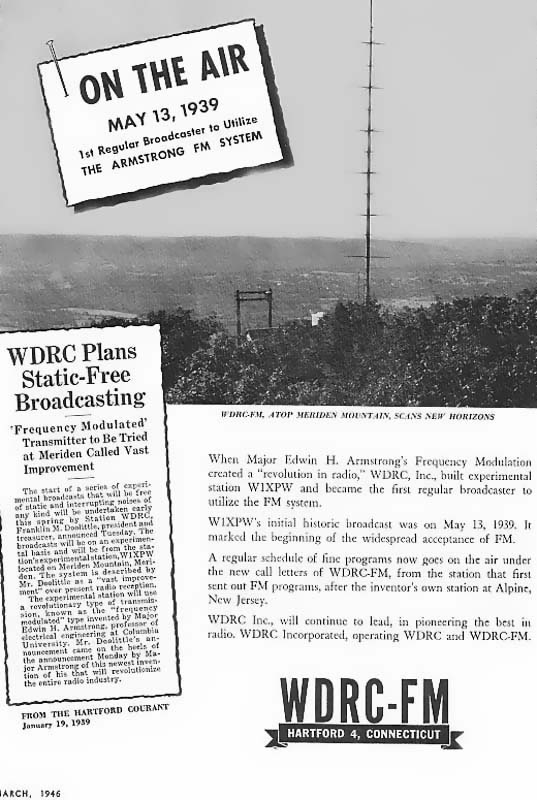 ON THE AIR
MAY 13, 1939
1st Regular Broadcaster to Utilize
THE ARMSTRONG FM SYSTEM
WDRC-FM, ATOP MERIDEN MOUNTAIN, SCANS NEW HORIZONS
WDRC Plans
Static-Free
Broadcasting
'Frequency Modulated'
Transmitter to Be Tried
at Meriden Called Vast
Improvement
The start of a series of experi-
mental broadcasts that will be free
of static and interrupting noises of
any kind will be undertaken early
this spring by Station WDRC,
Franklin M. Doolittle, president and
treasurer, announced Tuesday. The
broadcasts will be on an experimen-
tal basis and will be from the sta-
tion's experimental station, W1XPW
located on Meriden Mountain, Meri-
den. The system is described by
Mr. Doolittle as a "vast improve-
ment" over present radio reception.
The experimental station will use
a revolutionary type of transmis-
sion, known as the "frequency
modulated" type invented by Major
Edwin H. Armstrong, professor of
electrical engineering at Columbia
University. Mr. Doolittle's an-
nouncement came on the heels of
the announcement Monday by Ma-
jor Armstrong of this newest inven-
tion of his that will revolutionize
the entire radio industry.
FROM THE HARTFORD COURANT
January 19, 1939
When Major Edwin H. Armstrong's Frequency Modulation
created a "revolution in radio," WDRC, Inc., built experimental
station W1XPW and became the first regular broadcaster to
utilize the FM system.
W1XPW's initial historic broadcast was on May 13, 1939. It
marked the beginning of the widespread acceptance of FM.
A regular schedule of fine programs now goes on the air under
the new call letters of WDRC-FM, from the station that first
sent out FM programs, after the inventor's own station at Alpine,
New Jersey.
WDRC Inc., will continue to lead, in pioneering the best in
radio. WDRC Incorporated, operating WDRC and WDRC-FM.
WDRC-FM
HARTFORD 4, CONNECTICUT
MARCH, 1946